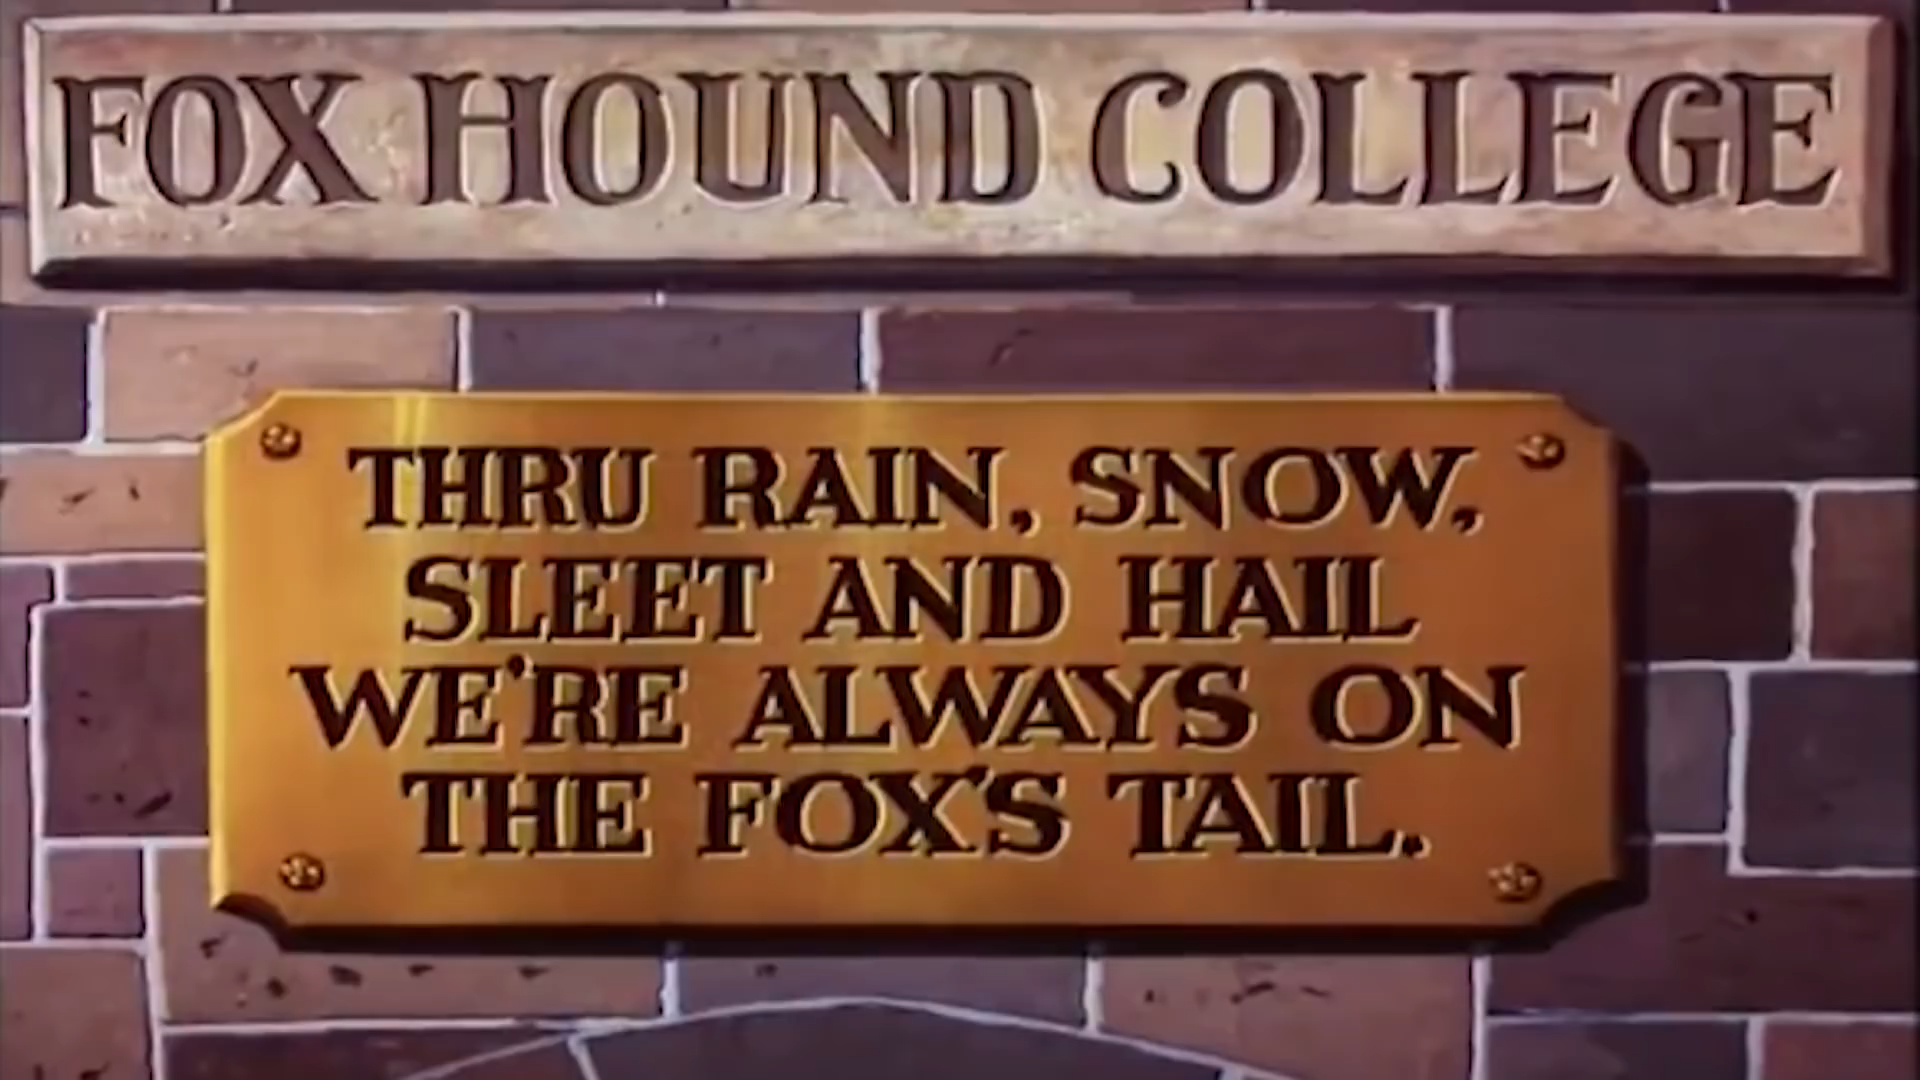 FOX HOUND COLLEGE
THRU RAIN, SNOW,
SLEET AND HAIL
WE'RE ALWAYS ON
THE FOX'S TAIL.